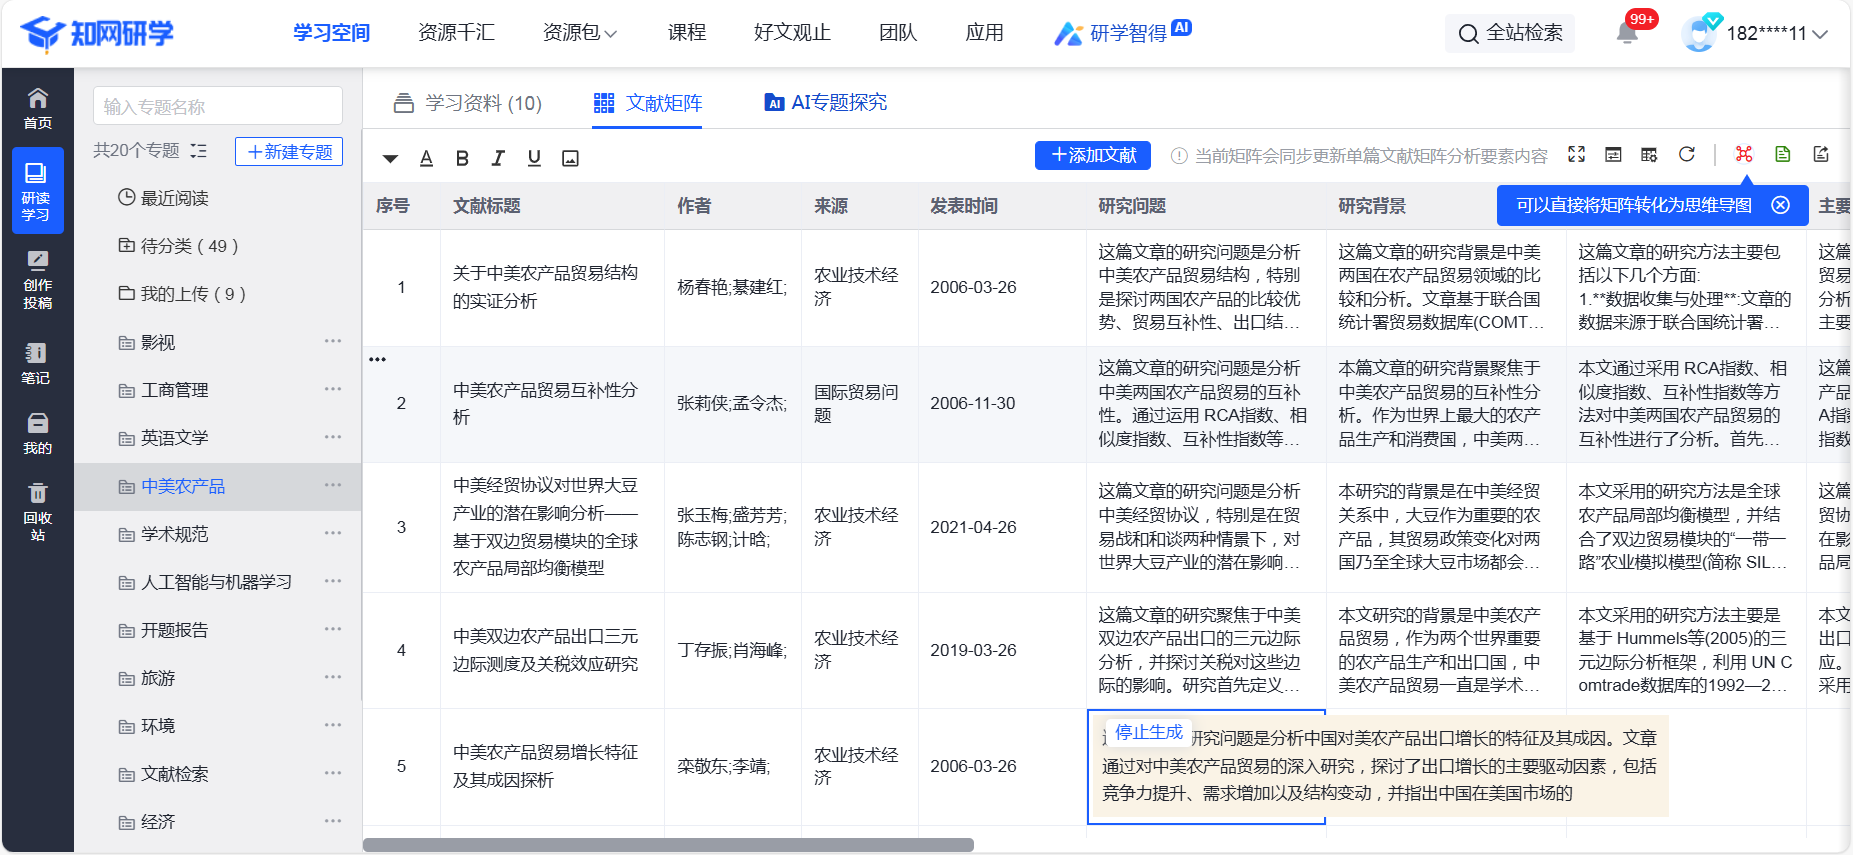 知网研学
学习空间
资源千汇
资源包
课程
好文观止
团队
应用
研学智得 AI
全站检索
99+
182****11
首页
研读
学习
创作
投稿
笔记
我的
回收
站
输入专题名称
共20个专题
+新建专题
最近阅读
待分类（49）
我的上传（9）
影视
工商管理
英语文学
中美农产品
学术规范
人工智能与机器学习
开题报告
旅游
环境
文献检索
经济
学习资料 (10)
文献矩阵
AI AI专题探究
A B I U
+添加文献
当前矩阵会同步更新单篇文献矩阵分析要素内容
可以直接将矩阵转化为思维导图
序号 文献标题 作者 来源 发表时间 研究问题 研究背景 主要
1
关于中美农产品贸易结构
的实证分析
杨春艳;綦建红;
农业技术经
济
2006-03-26
这篇文章的研究问题是分析
中美农产品贸易结构，特别
是探讨两国农产品的比较优
势、贸易互补性、出口结...
这篇文章的研究背景是中美
两国在农产品贸易领域的比
较和分析。文章基于联合国
统计署贸易数据库(COMT...
这篇文章的研究方法主要包
括以下几个方面:
1.**数据收集与处理**:文章的
数据来源于联合国统计署...
这篇
贸易
分析
主要
2
中美农产品贸易互补性分
析
张莉侠;孟令杰;
国际贸易问
题
2006-11-30
这篇文章的研究问题是分析
中美两国农产品贸易的互补
性。通过运用 RCA指数、相
似度指数、互补性指数等...
本篇文章的研究背景聚焦于
中美农产品贸易的互补性分
析。作为世界上最大的农产
品生产和消费国，中美两...
本文通过采用 RCA指数、相
似度指数、互补性指数等方
法对中美两国农产品贸易的
互补性进行了分析。首先...
这篇
产品
A指
指数
3
中美经贸协议对世界大豆
产业的潜在影响分析——
基于双边贸易模块的全球
农产品局部均衡模型
张玉梅;盛芳芳;
陈志钢;计晗;
农业技术经
济
2021-04-26
这篇文章的研究问题是分析
中美经贸协议，特别是在贸
易战和和谈两种情景下，对
世界大豆产业的潜在影响...
本研究的背景是在中美经贸
关系中，大豆作为重要的农
产品，其贸易政策变化对两
国乃至全球大豆市场都会...
本文采用的研究方法是全球
农产品局部均衡模型，并结
合了双边贸易模块的“一带一
路”农业模拟模型(简称 SIL...
这篇
贸协
在影
品局
4
中美双边农产品出口三元
边际测度及关税效应研究
丁存振;肖海峰;
农业技术经
济
2019-03-26
这篇文章的研究聚焦于中美
双边农产品出口的三元边际
分析，并探讨关税对这些边
际的影响。研究首先定义...
本文研究的背景是中美农产
品贸易，作为两个世界重要
的农产品生产和出口国，中
美农产品贸易一直是学术...
本文采用的研究方法主要是
基于 Hummels等(2005)的三
元边际分析框架，利用 UN C
omtrade数据库的1992—2...
本文
出口
应。
采用
5
中美农产品贸易增长特征
及其成因探析
栾敬东;李靖;
农业技术经
济
2006-03-26
停止生成
研究问题是分析中国对美农产品出口增长的特征及其成因。文章
通过对中美农产品贸易的深入研究，探讨了出口增长的主要驱动因素，包括
竞争力提升、需求增加以及结构变动，并指出中国在美国市场的